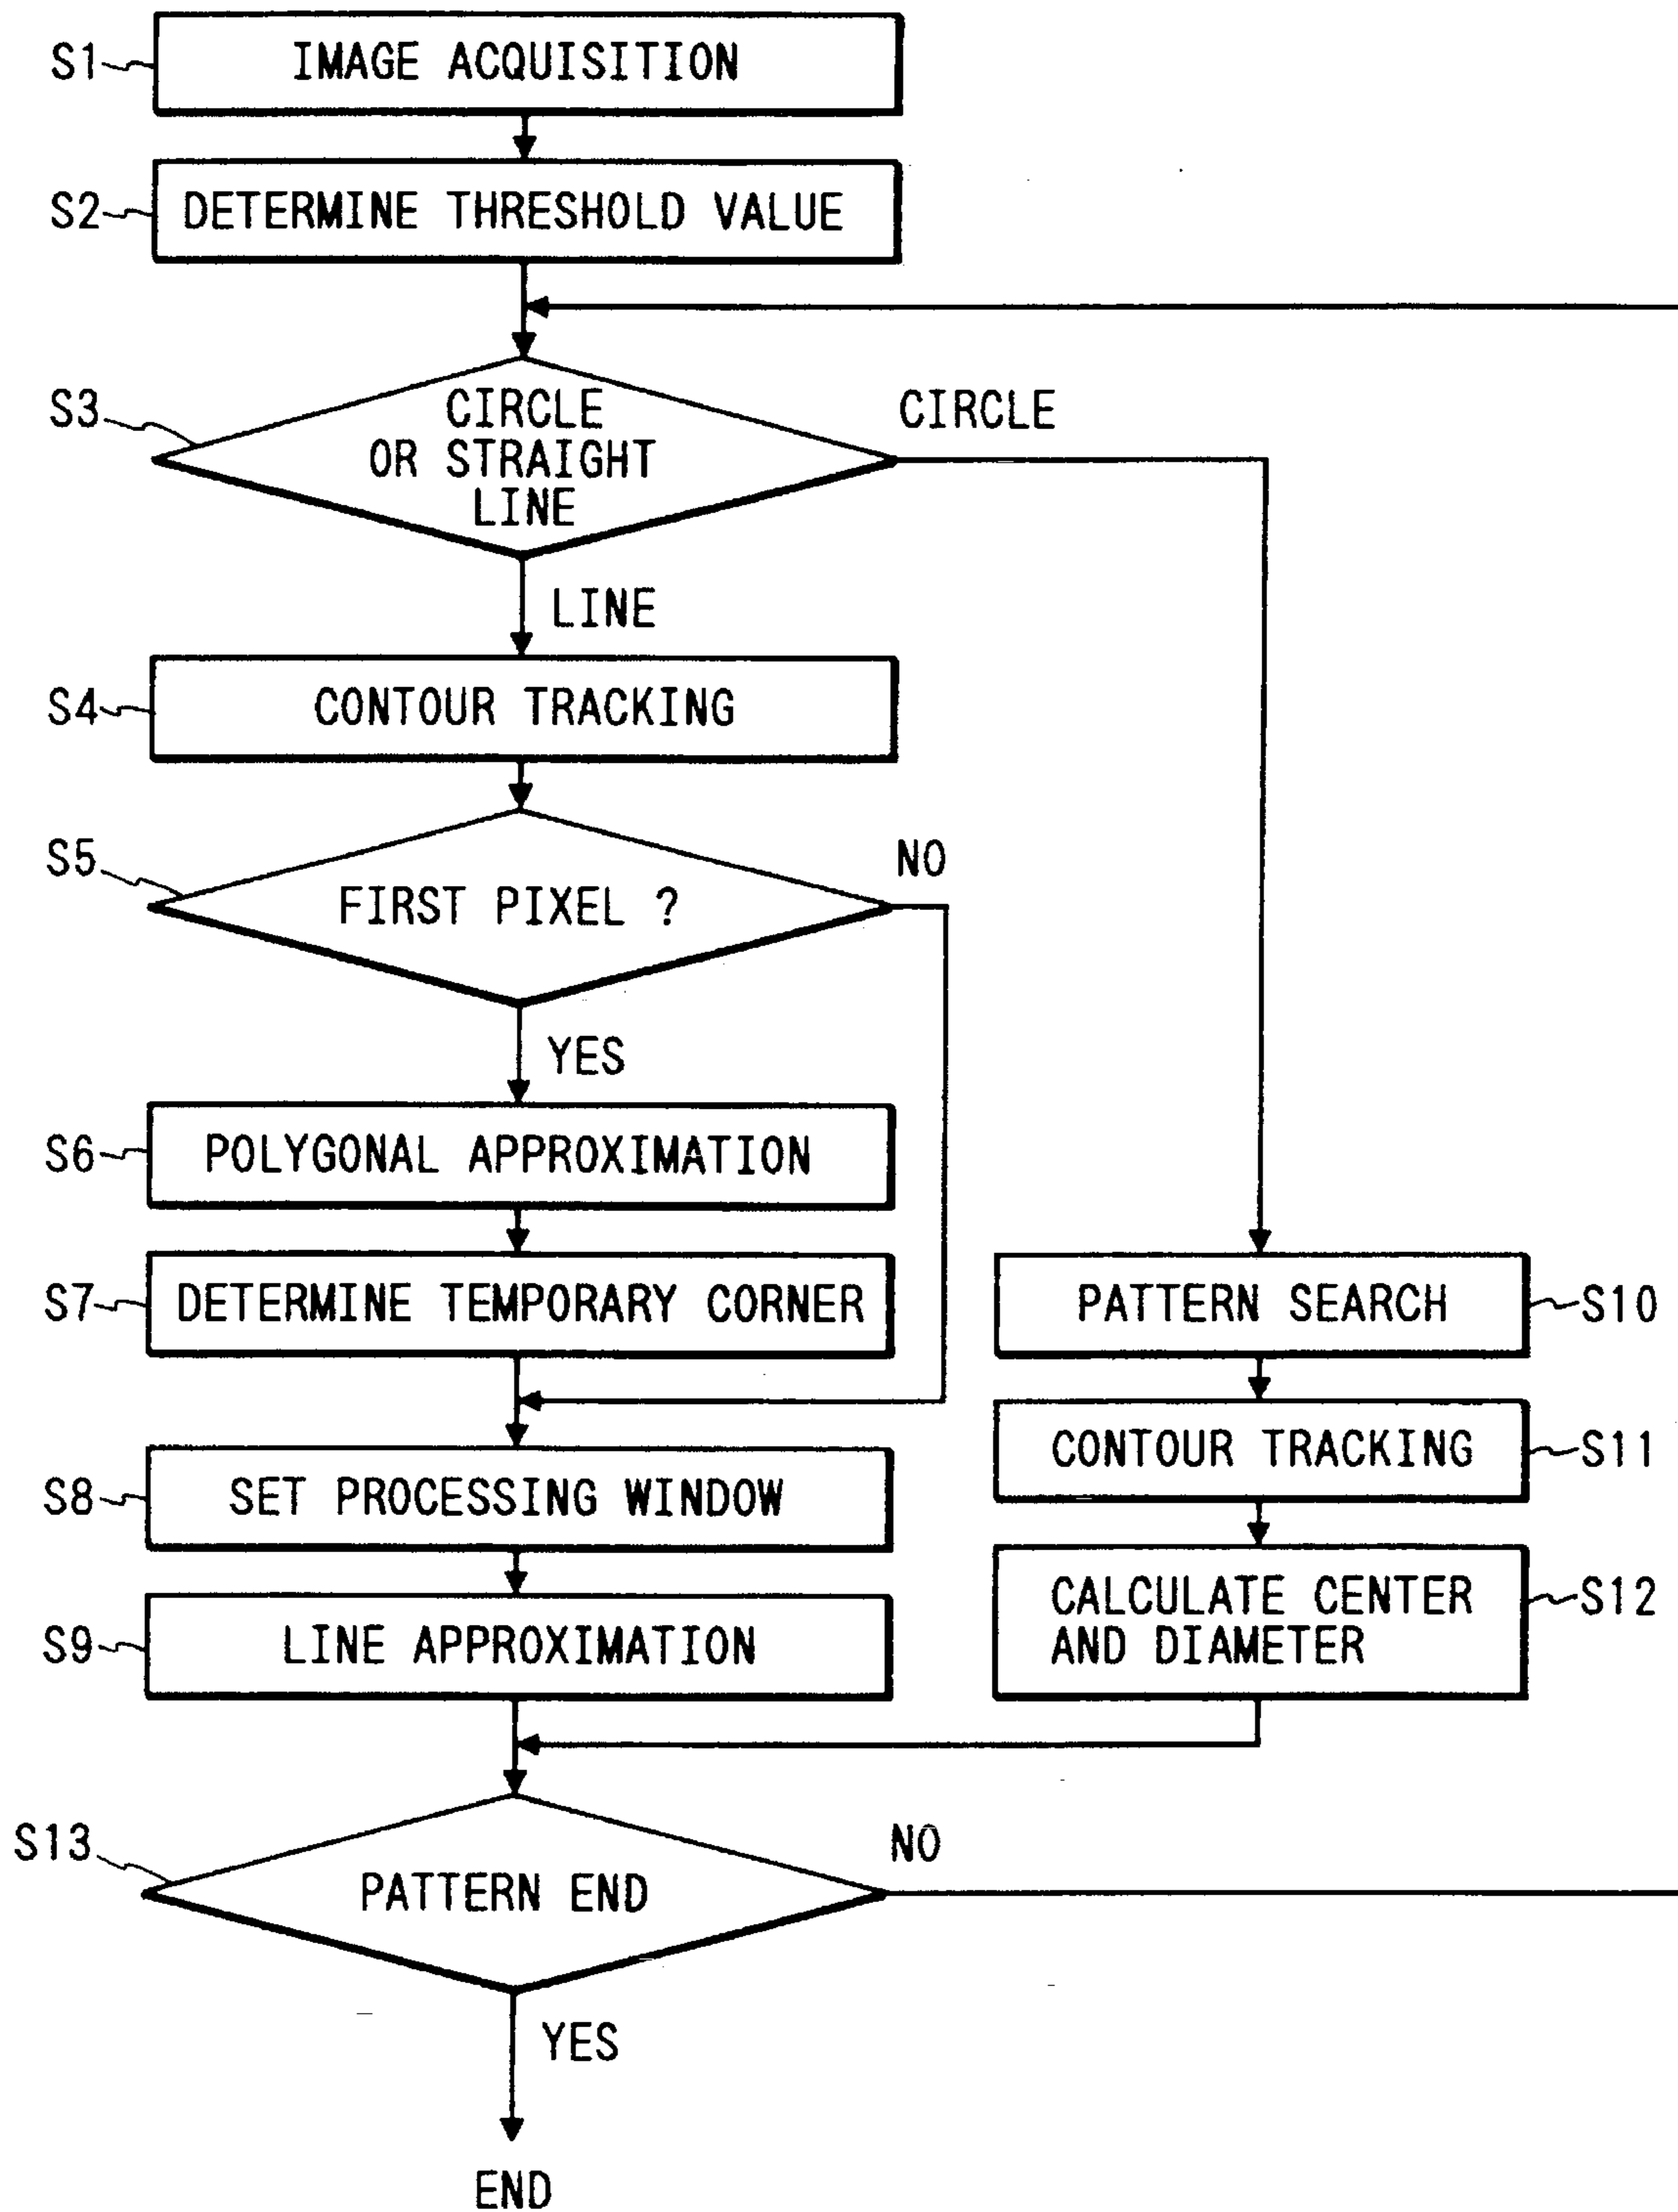 S1
IMAGE ACQUISITION
S2
DETERMINE THRESHOLD VALUE
S3
CIRCLE
OR STRAIGHT
LINE
CIRCLE
LINE
S4
CONTOUR TRACKING
S5
FIRST PIXEL ?
NO
YES
S6
POLYGONAL APPROXIMATION
S7
DETERMINE TEMPORARY CORNER
PATTERN SEARCH
S10
CONTOUR TRACKING
S11
S8
SET PROCESSING WINDOW
CALCULATE CENTER
AND DIAMETER
S12
S9
LINE APPROXIMATION
S13
PATTERN END
NO
YES
END